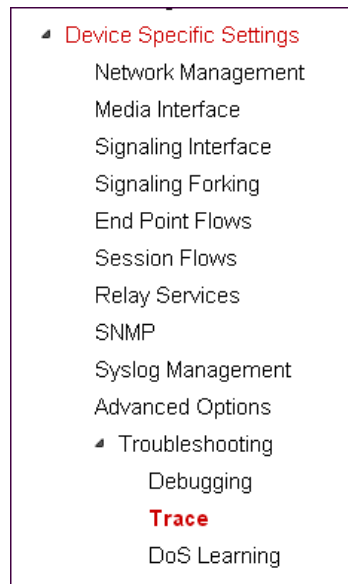 Device Specific Settings
Network Management
Media Interface
Signaling Interface
Signaling Forking
End Point Flows
Session Flows
Relay Services
SNMP
Syslog Management
Advanced Options
Troubleshooting
Debugging
Trace
DoS Learning